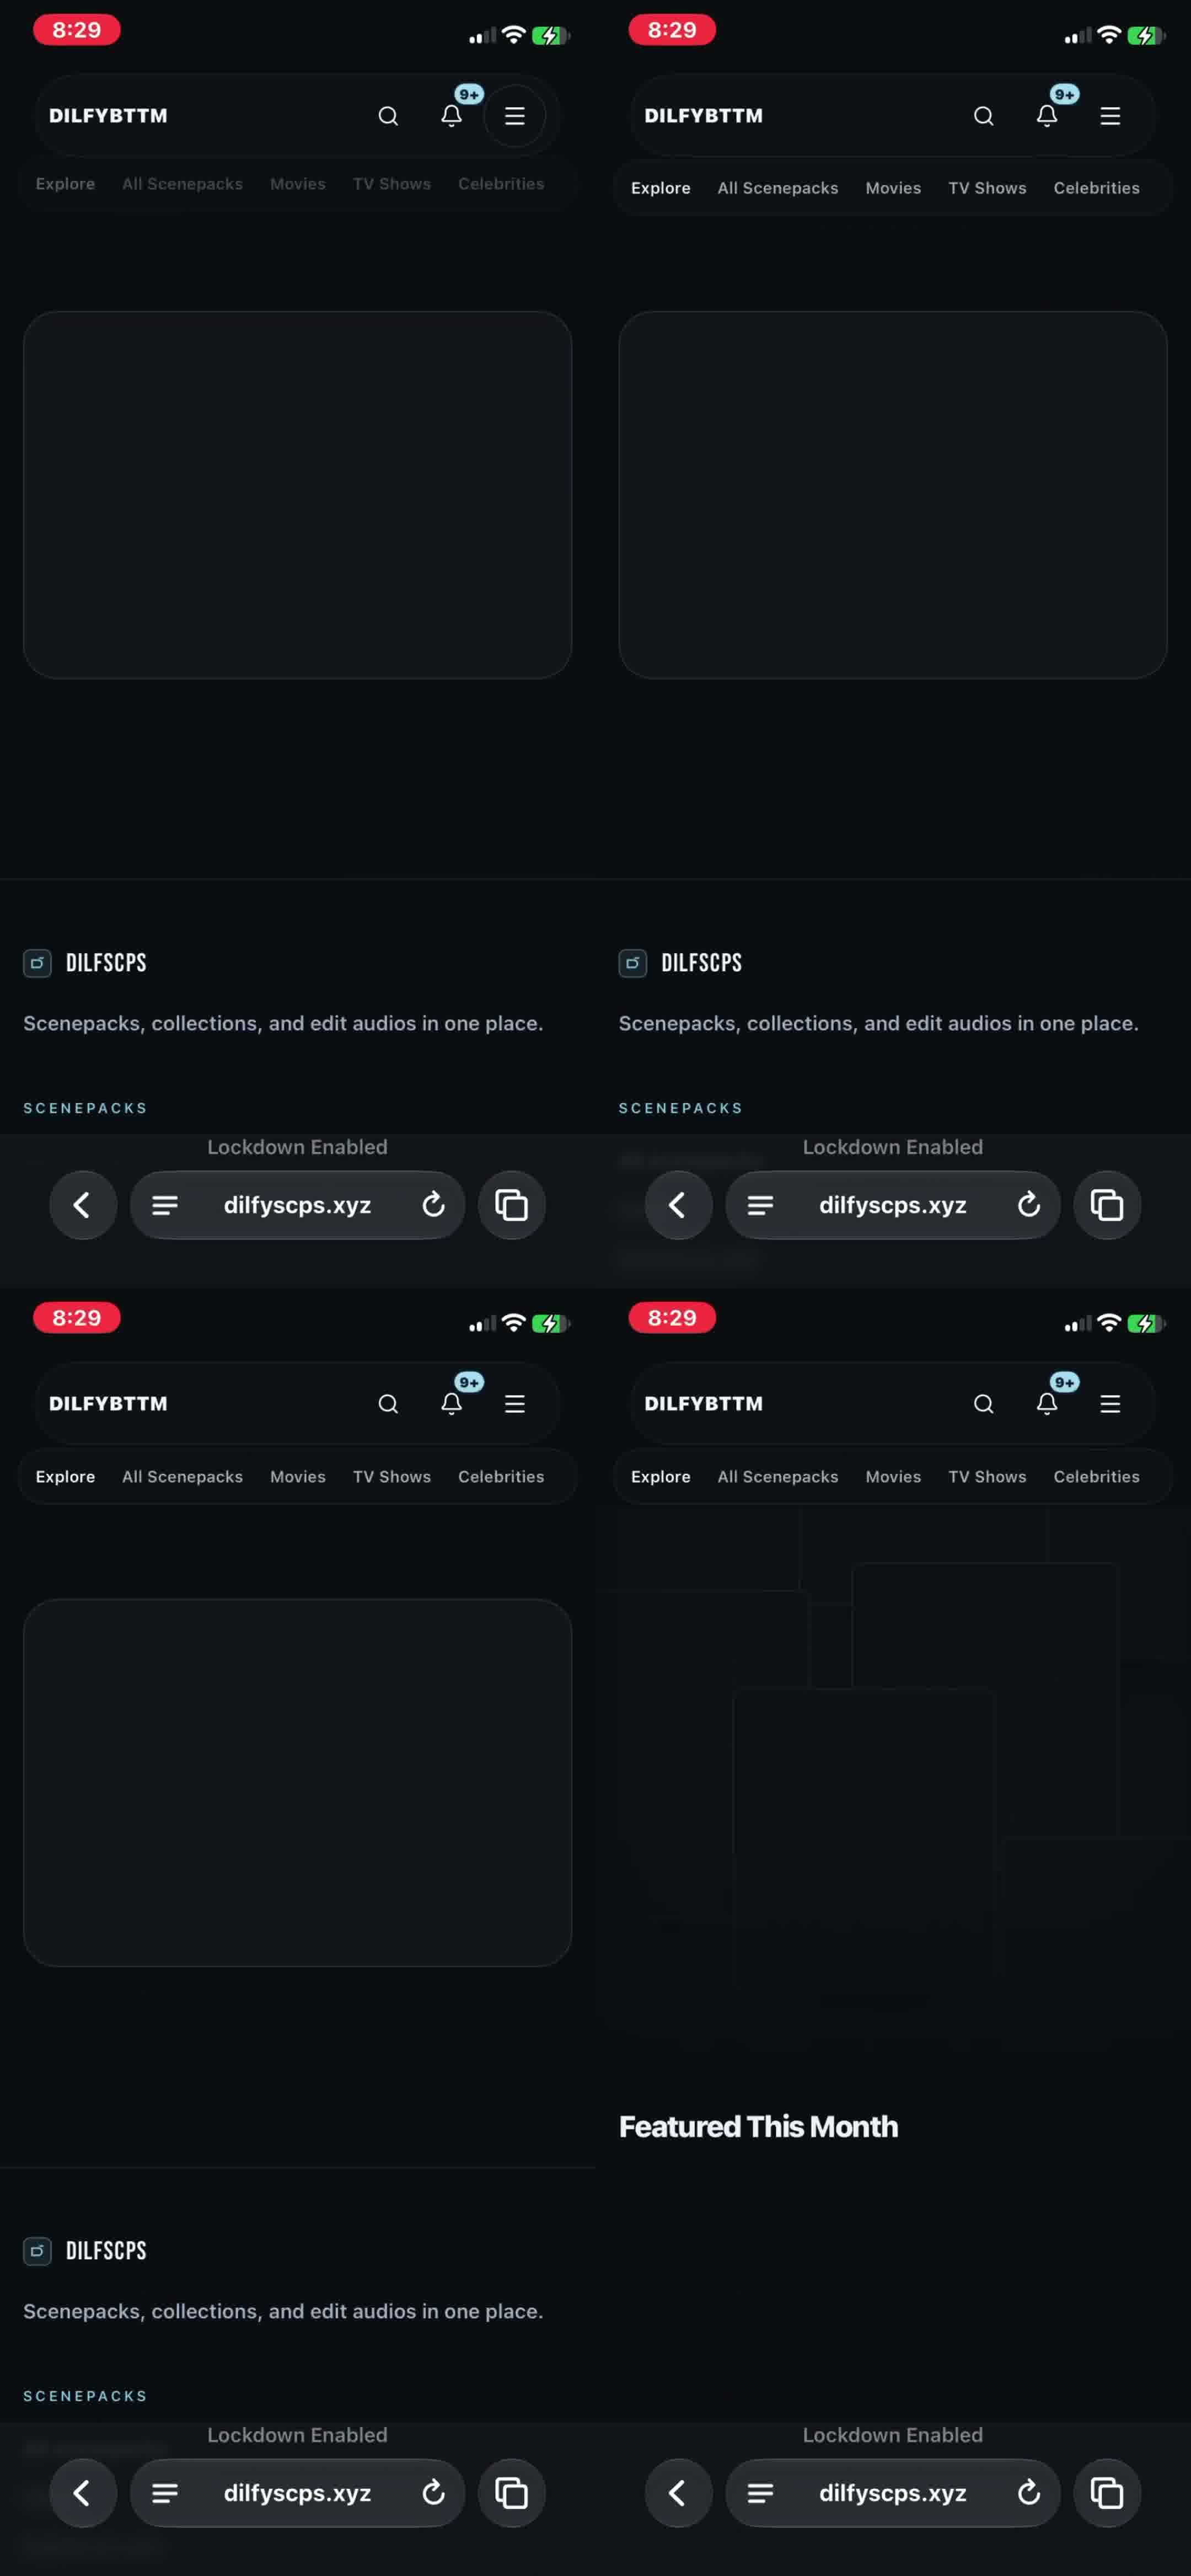 8:29
DILFYBTTM
9+
Explore All Scenepacks Movies TV Shows Celebrities
DILFSCPS
Scenepacks, collections, and edit audios in one place.
SCENEPACKS
Lockdown Enabled
dilfyscps.xyz
8:29
DILFYBTTM
9+
Explore All Scenepacks Movies TV Shows Celebrities
DILFSCPS
Scenepacks, collections, and edit audios in one place.
SCENEPACKS
Lockdown Enabled
dilfyscps.xyz
8:29
DILFYBTTM
9+
Explore All Scenepacks Movies TV Shows Celebrities
DILFSCPS
Scenepacks, collections, and edit audios in one place.
SCENEPACKS
Lockdown Enabled
dilfyscps.xyz
8:29
DILFYBTTM
9+
Explore All Scenepacks Movies TV Shows Celebrities
Featured This Month
Lockdown Enabled
dilfyscps.xyz